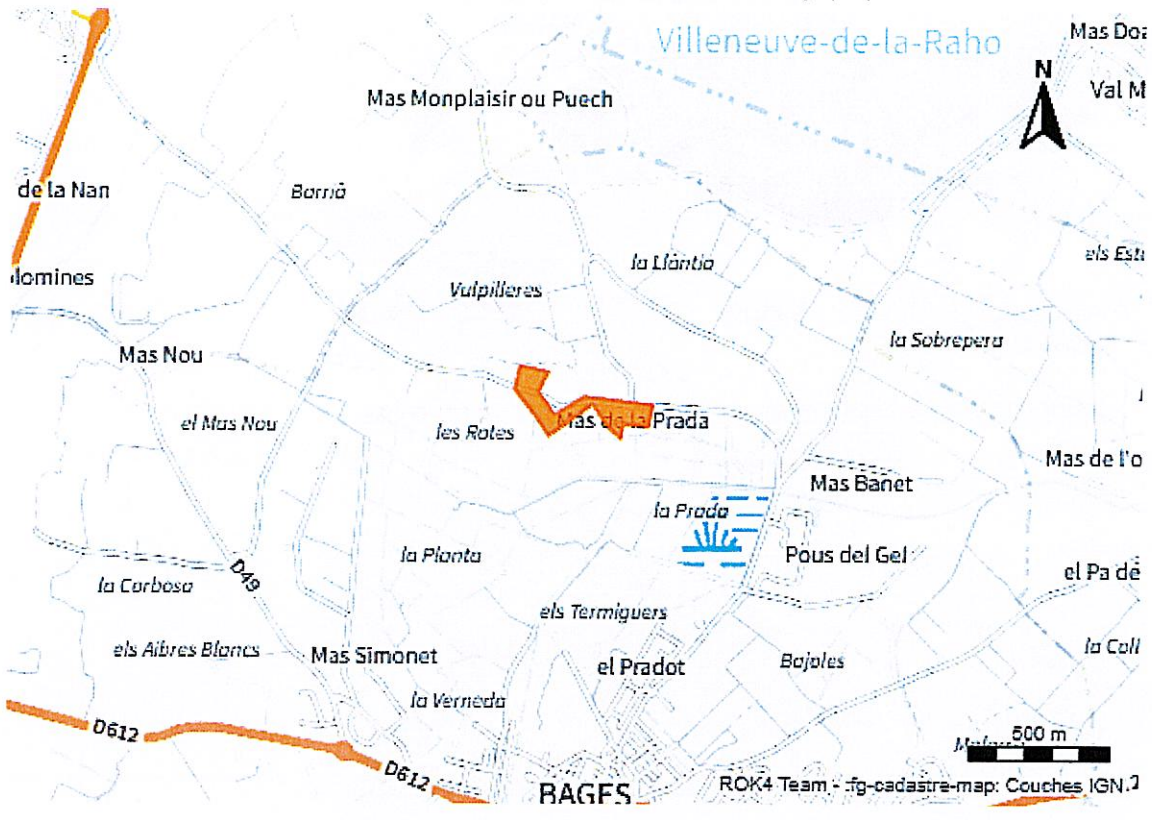 Villeneuve-de-la-Raho
Mas Doa
N
Val M
Mas Monplaisir ou Puech
de la Nan
Barrià
la Llàntia
els Est
lomines
Vulpilleres
la Sobrepera
Mas Nou
el Mas Nou
les Rotes
Mas de la Prada
Mas de l'o
Mas Banet
la Prada
la Planta
Pous del Gel
D49
la Carbosa
el Pa de
els Termiguers
els Aibres Blancs
Mas Simonet
el Pradot
Bajoles
la Coll
la Verneda
D612
500 m
D612
BAGES
ROK4 Team - :fg-cadastre-map: Couches IGN.